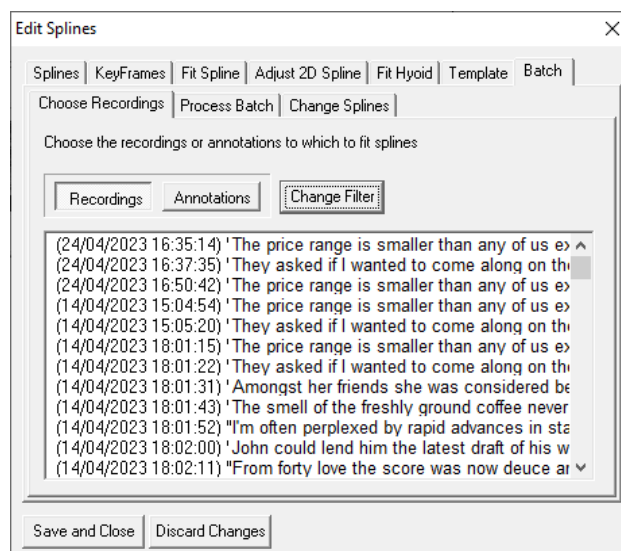 Edit Splines
Splines KeyFrames Fit Spline Adjust 2D Spline Fit Hyoid Template Batch
Choose Recordings Process Batch Change Splines
Choose the recordings or annotations to which to fit splines
Recordings Annotations Change Filter
(24/04/2023 16:35:14) 'The price range is smaller than any of us ex
(24/04/2023 16:37:35) 'They asked if I wanted to come along on the
(24/04/2023 16:50:42) 'The price range is smaller than any of us ex
(14/04/2023 15:04:54) 'The price range is smaller than any of us ex
(14/04/2023 15:05:20) 'They asked if I wanted to come along on the
(14/04/2023 18:01:15) 'The price range is smaller than any of us ex
(14/04/2023 18:01:22) 'They asked if I wanted to come along on the
(14/04/2023 18:01:31) 'Amongst her friends she was considered be
(14/04/2023 18:01:43) 'The smell of the freshly ground coffee never
(14/04/2023 18:01:52) "I'm often perplexed by rapid advances in sta
(14/04/2023 18:02:00) 'John could lend him the latest draft of his w
(14/04/2023 18:02:11) "From forty love the score was now deuce ar
Save and Close Discard Changes